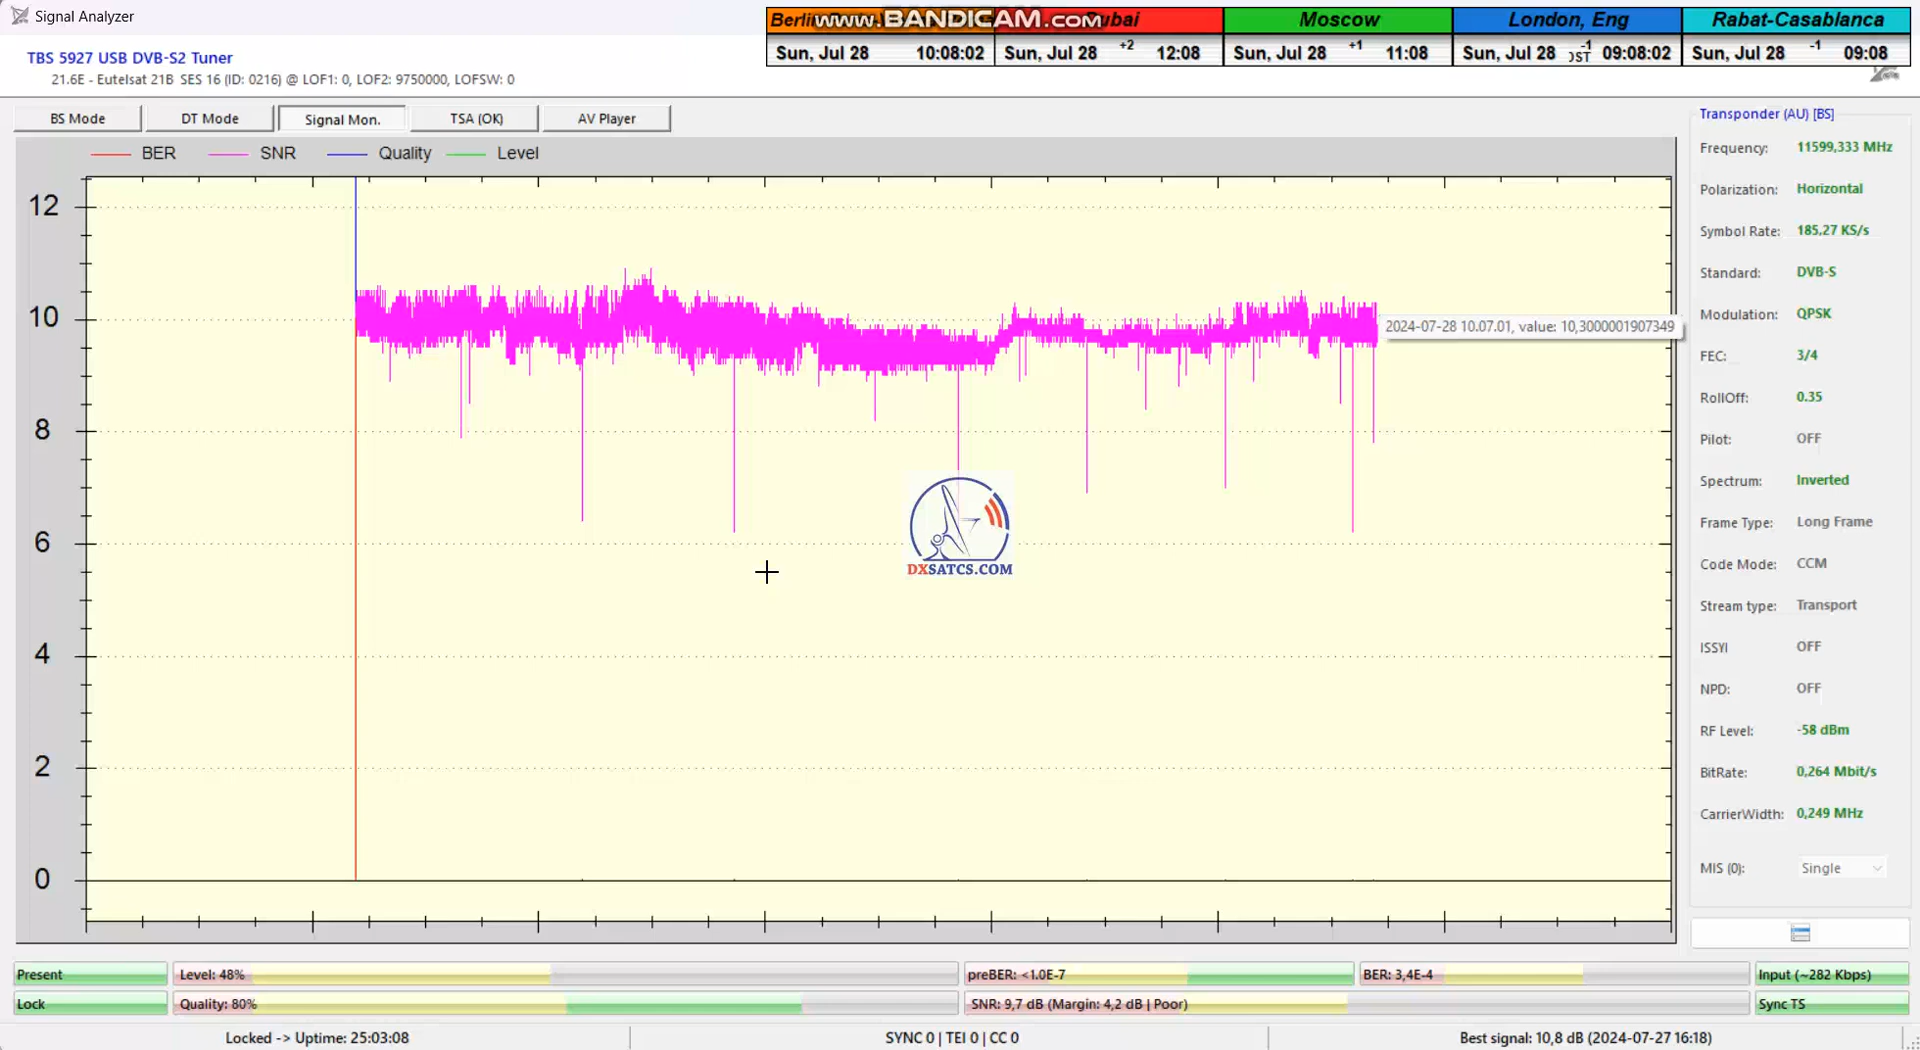 Signal Analyzer
www.BANDICAM.com
Berlin
Dubai
Moscow
London, Eng
Rabat-Casablanca
Sun, Jul 28 10:08:02
Sun, Jul 28 +2 12:08
Sun, Jul 28 +1 11:08
Sun, Jul 28 -1 DST 09:08:02
Sun, Jul 28 -1 09:08
TBS 5927 USB DVB-S2 Tuner
21.6E - Eutelsat 21B SES 16 (ID: 0216) @ LOF1: 0, LOF2: 9750000, LOFSW: 0
BS Mode
DT Mode
Signal Mon.
TSA (OK)
AV Player
BER SNR Quality Level
12
10
8
6
4
2
0
2024-07-28 10.07.01, value: 10,3000001907349
DXSATCS.COM
Transponder (AU) [BS]
Frequency: 11599,333 MHz
Polarization: Horizontal
Symbol Rate: 185,27 KS/s
Standard: DVB-S
Modulation: QPSK
FEC: 3/4
RollOff: 0.35
Pilot: OFF
Spectrum: Inverted
Frame Type: Long Frame
Code Mode: CCM
Stream type: Transport
ISSYI OFF
NPD: OFF
RF Level: -58 dBm
BitRate: 0,264 Mbit/s
CarrierWidth: 0,249 MHz
MIS (0): Single
Present
Level: 48%
preBER: <1.0E-7
BER: 3,4E-4
Input (~282 Kbps)
Lock
Quality: 80%
SNR: 9,7 dB (Margin: 4,2 dB | Poor)
Sync TS
Locked -> Uptime: 25:03:08
SYNC 0 | TEI 0 | CC 0
Best signal: 10,8 dB (2024-07-27 16:18)